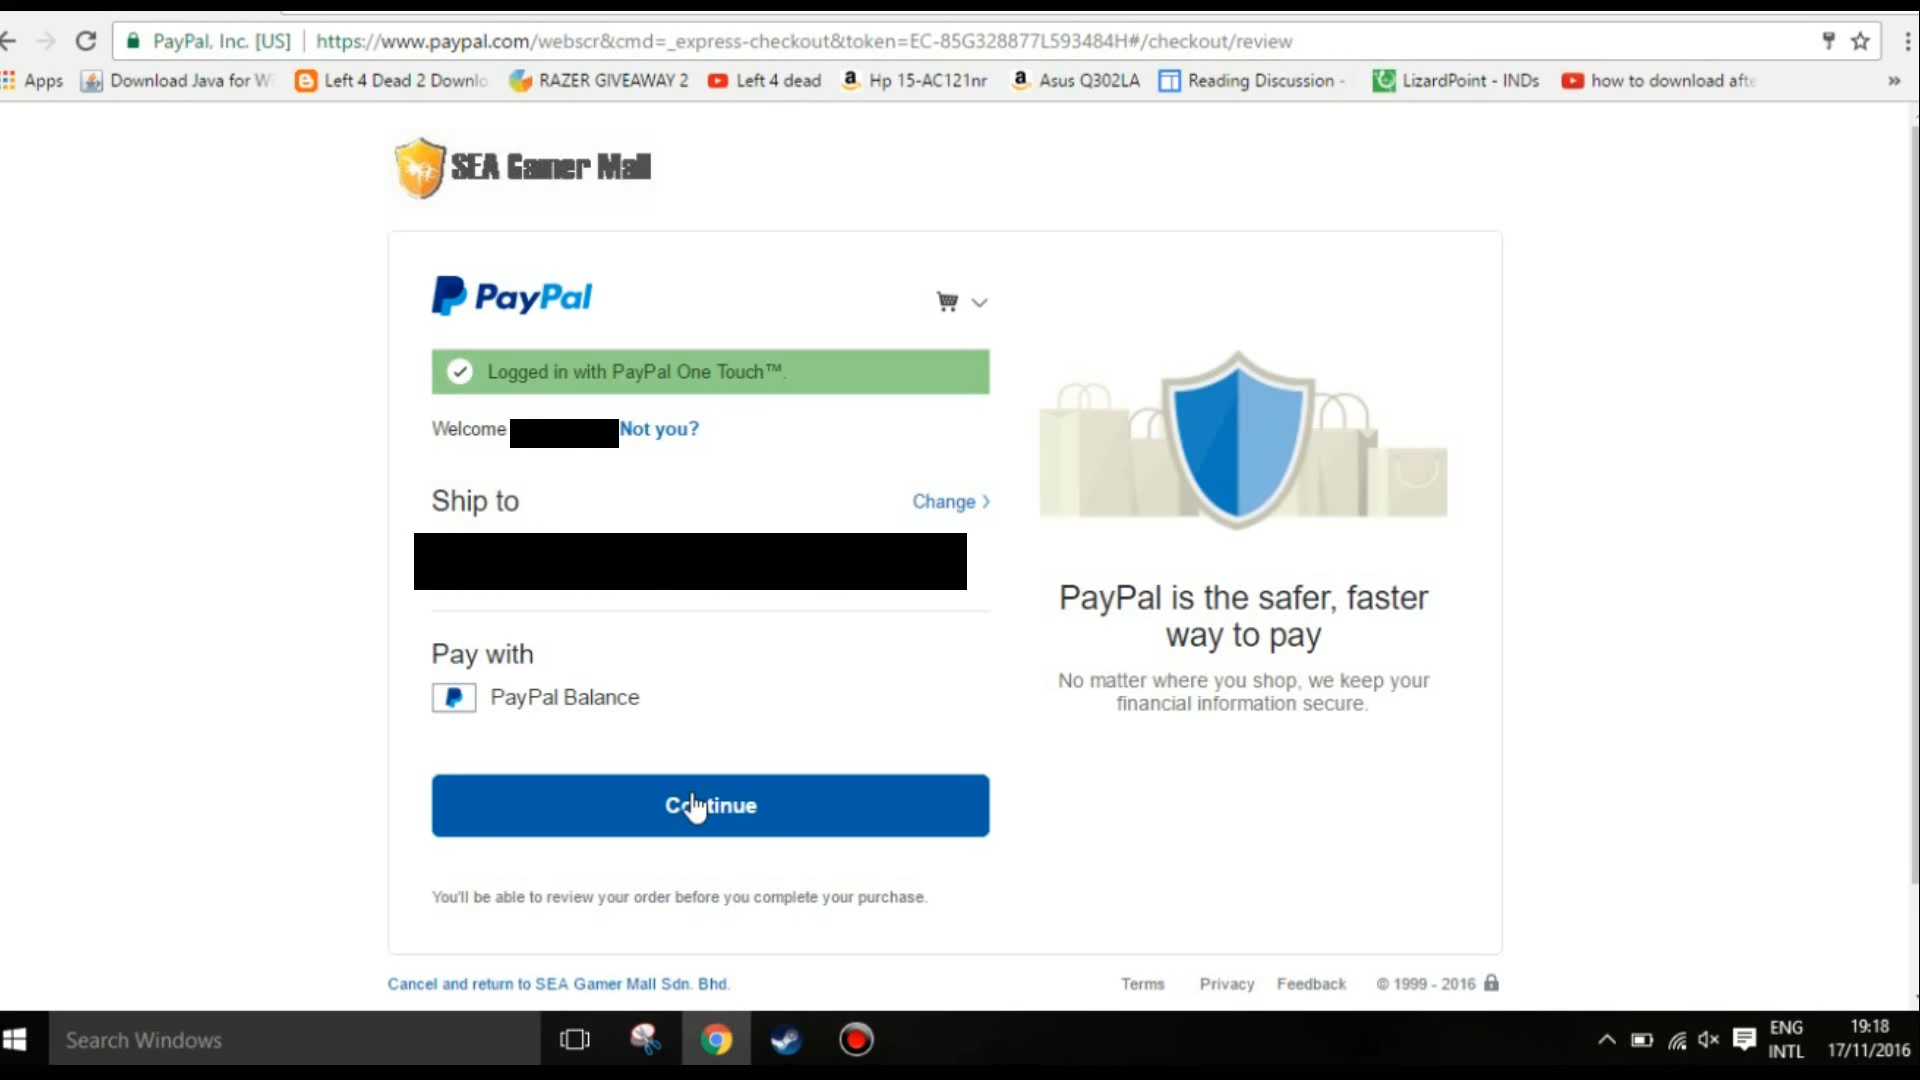 PayPal, Inc. [US] https://www.paypal.com/webscr&cmd=_express-checkout&token=EC-85G328877L593484H#/checkout/review
Apps Download Java for Wi Left 4 Dead 2 Downlo RAZER GIVEAWAY 2 Left 4 dead Hp 15-AC121nr Asus Q302LA Reading Discussion - LizardPoint - INDs how to download afte »
SEA Gamer Mall
PayPal
Logged in with PayPal One Touch™.
Welcome Not you?
Ship to Change >
Pay with
PayPal Balance
Continue
You'll be able to review your order before you complete your purchase.
PayPal is the safer, faster
way to pay
No matter where you shop, we keep your
financial information secure.
Cancel and return to SEA Gamer Mall Sdn. Bhd. Terms Privacy Feedback © 1999 - 2016
Search Windows
ENG
INTL
19:18
17/11/2016